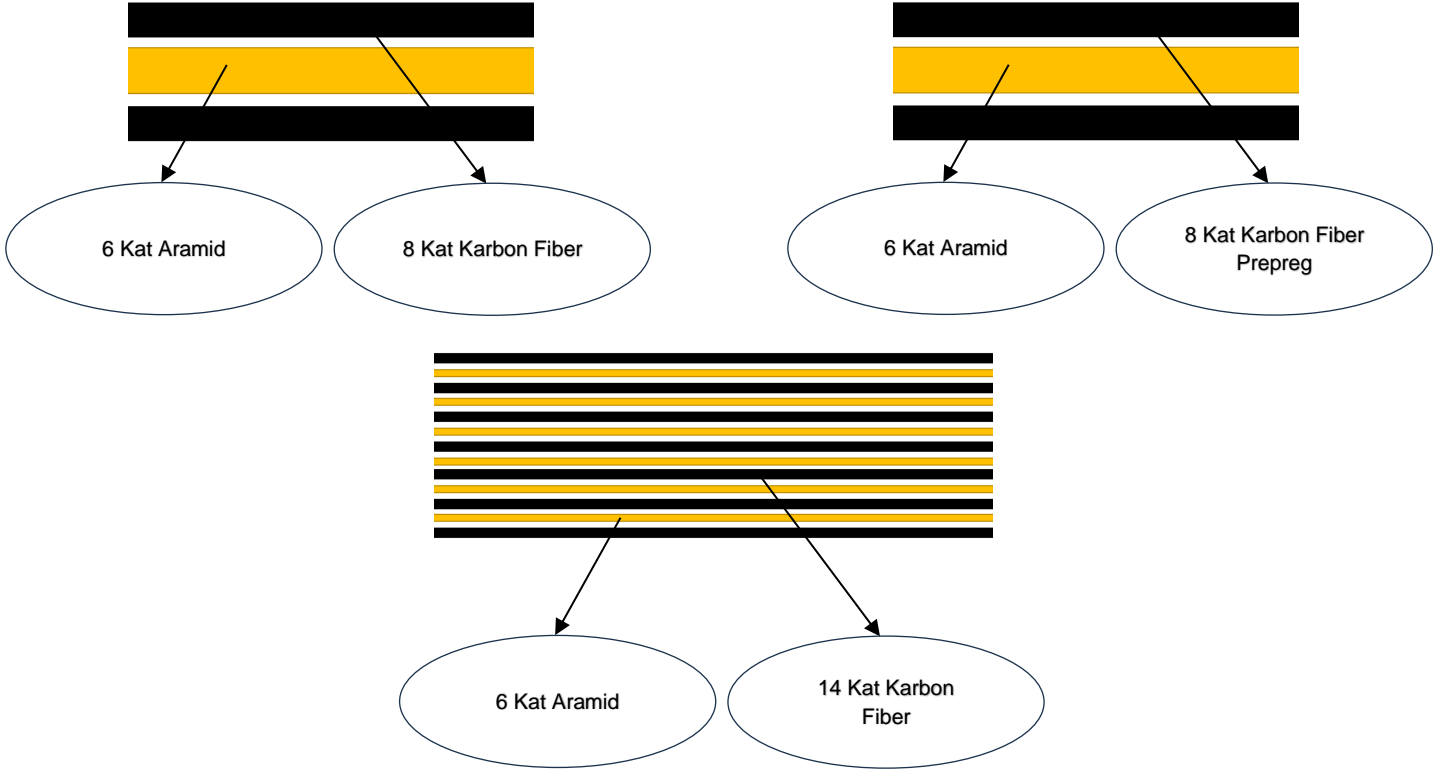 6 Kat Aramid
8 Kat Karbon Fiber
6 Kat Aramid
8 Kat Karbon Fiber
Prepreg
6 Kat Aramid
14 Kat Karbon
Fiber